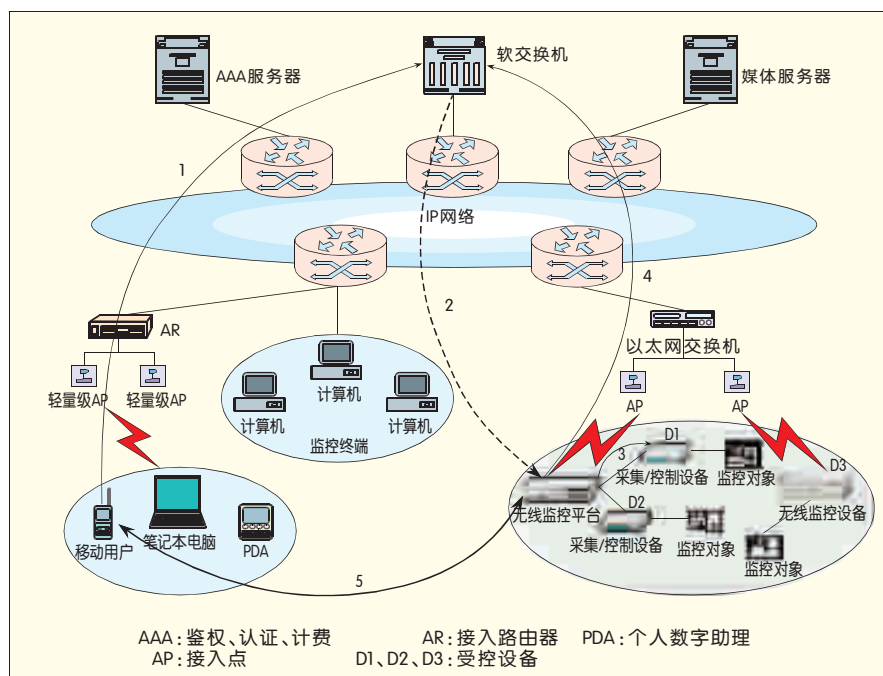 AAA服务器
软交换机
媒体服务器
1
IP网络
4
2
AR
以太网交换机
轻量级AP
轻量级AP
计算机
计算机
计算机
监控终端
AP
AP
D1
3
采集/控制设备
监控对象
D3
无线监控平台
D2
采集/控制设备
监控对象
无线监控设备
监控对象
移动用户
笔记本电脑
PDA
5
AAA:鉴权、认证、计费 AR:接入路由器 PDA:个人数字助理
AP:接入点 D1、D2、D3:受控设备